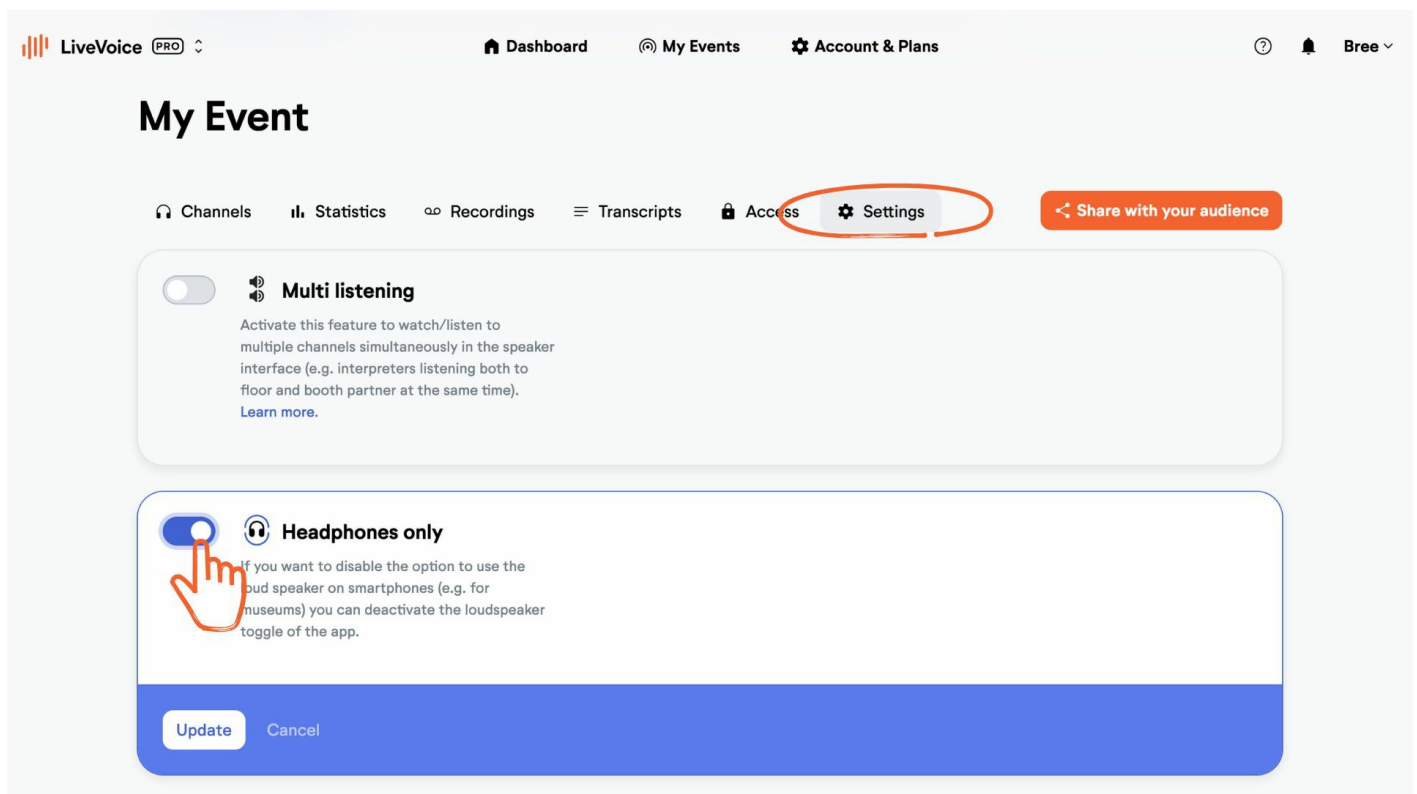 LiveVoice PRO
Dashboard
My Events
Account & Plans
Bree
My Event
Channels
Statistics
Recordings
Transcripts
Access
Settings
Share with your audience
Multi listening
Activate this feature to watch/listen to
multiple channels simultaneously in the speaker
interface (e.g. interpreters listening both to
floor and booth partner at the same time).
Learn more.
Headphones only
If you want to disable the option to use the
loud speaker on smartphones (e.g. for
museums) you can deactivate the loudspeaker
toggle of the app.
Update
Cancel